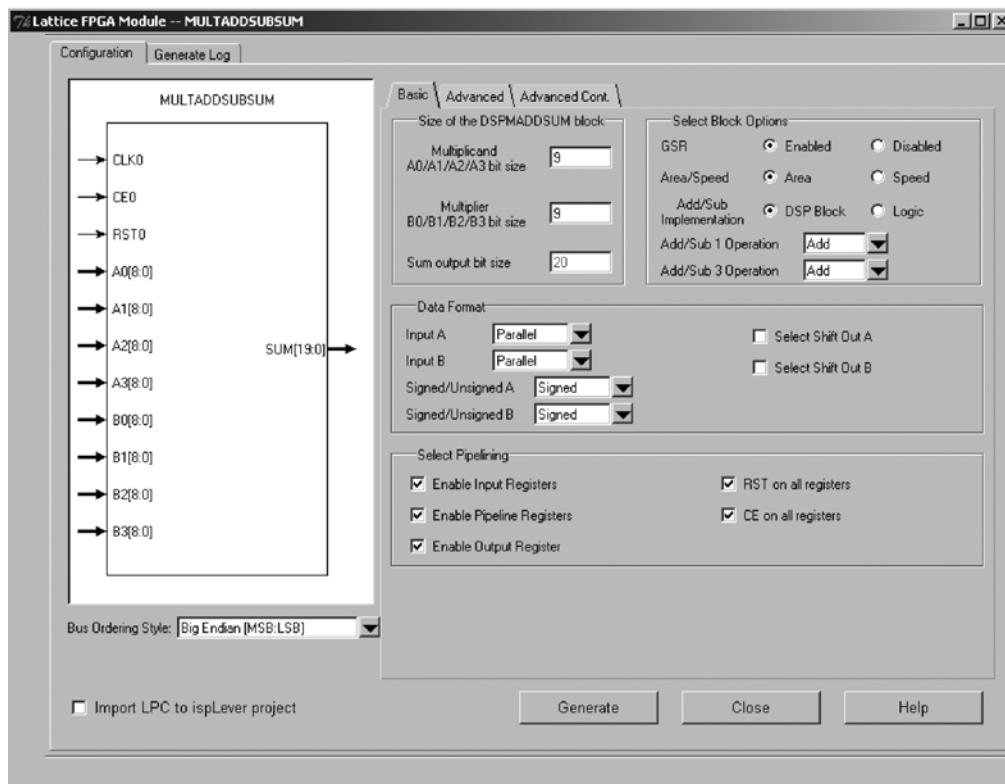 Lattice FPGA Module -- MULTADDSUBSUM
Configuration
Generate Log
MULTADDSUBSUM
CLK0
CE0
RST0
A0[8:0]
A1[8:0]
A2[8:0]
A3[8:0]
B0[8:0]
B1[8:0]
B2[8:0]
B3[8:0]
SUM[19:0]
Bus Ordering Style: Big Endian [MSB:LSB]
Basic
Advanced
Advanced Cont.
Size of the DSPMADDSUM block
Multiplicand
A0/A1/A2/A3 bit size
9
Multiplier
B0/B1/B2/B3 bit size
9
Sum output bit size
20
Select Block Options
GSR Enabled Disabled
Area/Speed Area Speed
Add/Sub
Implementation
DSP Block Logic
Add/Sub 1 Operation Add
Add/Sub 3 Operation Add
Data Format
Input A Parallel
Input B Parallel
Signed/Unsigned A Signed
Signed/Unsigned B Signed
Select Shift Out A
Select Shift Out B
Select Pipelining
Enable Input Registers
Enable Pipeline Registers
Enable Output Register
RST on all registers
CE on all registers
Import LPC to ispLever project
Generate
Close
Help